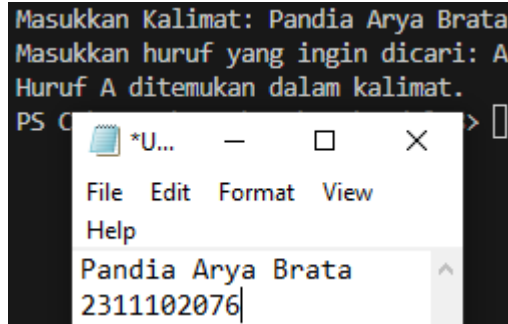 Masukkan Kalimat: Pandia Arya Brata
Masukkan huruf yang ingin dicari: A
Huruf A ditemukan dalam kalimat.
PS C
>
*U...
File Edit Format View
Help
Pandia Arya Brata
2311102076